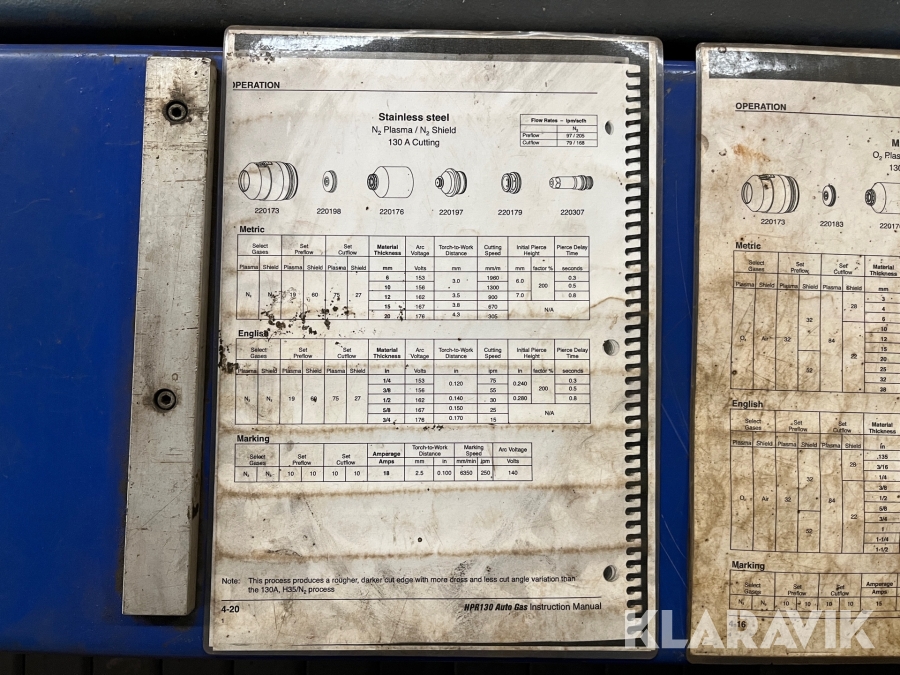 OPERATION
Stainless steel
N2 Plasma / N2 Shield
130 A Cutting
Flow Rates – lpm/scfh
N2
Preflow 97 / 205
Cutflow 79 / 168
220173 220198 220176 220197 220179 220307
Metric
Select Gases Set Preflow Set Cutflow Material Thickness Arc Voltage Torch-to-Work Distance Cutting Speed Initial Pierce Height Pierce Delay Time
Plasma Shield Plasma Shield Plasma Shield mm Volts mm mm/m mm factor % seconds
6 153 3.0 1960 6.0 200 0.3
10 156 1300 0.5
12 162 3.5 900 7.0 0.8
15 167 3.8 670 N/A
20 176 4.3 305
N2 19 60 27
English
Select Gases Set Preflow Set Cutflow Material Thickness Arc Voltage Torch-to-Work Distance Cutting Speed Initial Pierce Height Pierce Delay Time
Plasma Shield Plasma Shield Plasma Shield in Volts in ipm in factor % seconds
1/4 153 0.120 75 0.240 200 0.3
3/8 156 55 0.5
1/2 162 0.140 30 0.280 0.8
5/8 167 0.150 25 N/A
3/4 176 0.170 15
N2 N2 19 60 75 27
Marking
Select Gases Set Preflow Set Cutflow Amperage Torch-to-Work Distance Marking Speed Arc Voltage
Amps mm in mm/min ipm Volts
N2 N2 10 10 10 10 18 2.5 0.100 6350 250 140
Note: This process produces a rougher, darker cut edge with more dross and less cut angle variation than
the 130A, H35/N2 process
4-20 HPR130 Auto Gas Instruction Manual
OPERATION
220173 220183
Metric
Select Gases Set Preflow Set Cutflow Material Thickness
Plasma Shield Plasma Shield Plasma Shield mm
3
4
6
10
12
15
20
25
32
38
O2 Air 32 52 84 28 22
English
Select Gases Set Preflow Set Cutflow Material Thickness
Plasma Shield Plasma Shield Plasma Shield in
.135
3/16
1/4
3/8
1/2
5/8
3/4
1
1-1/4
1-1/2
O2 Air 32 52 84 28 22
Marking
Select Gases Set Preflow Set Cutflow Amperage
Amps
N2 N2 10 10 10 10 15
4-16
KLARAVIK